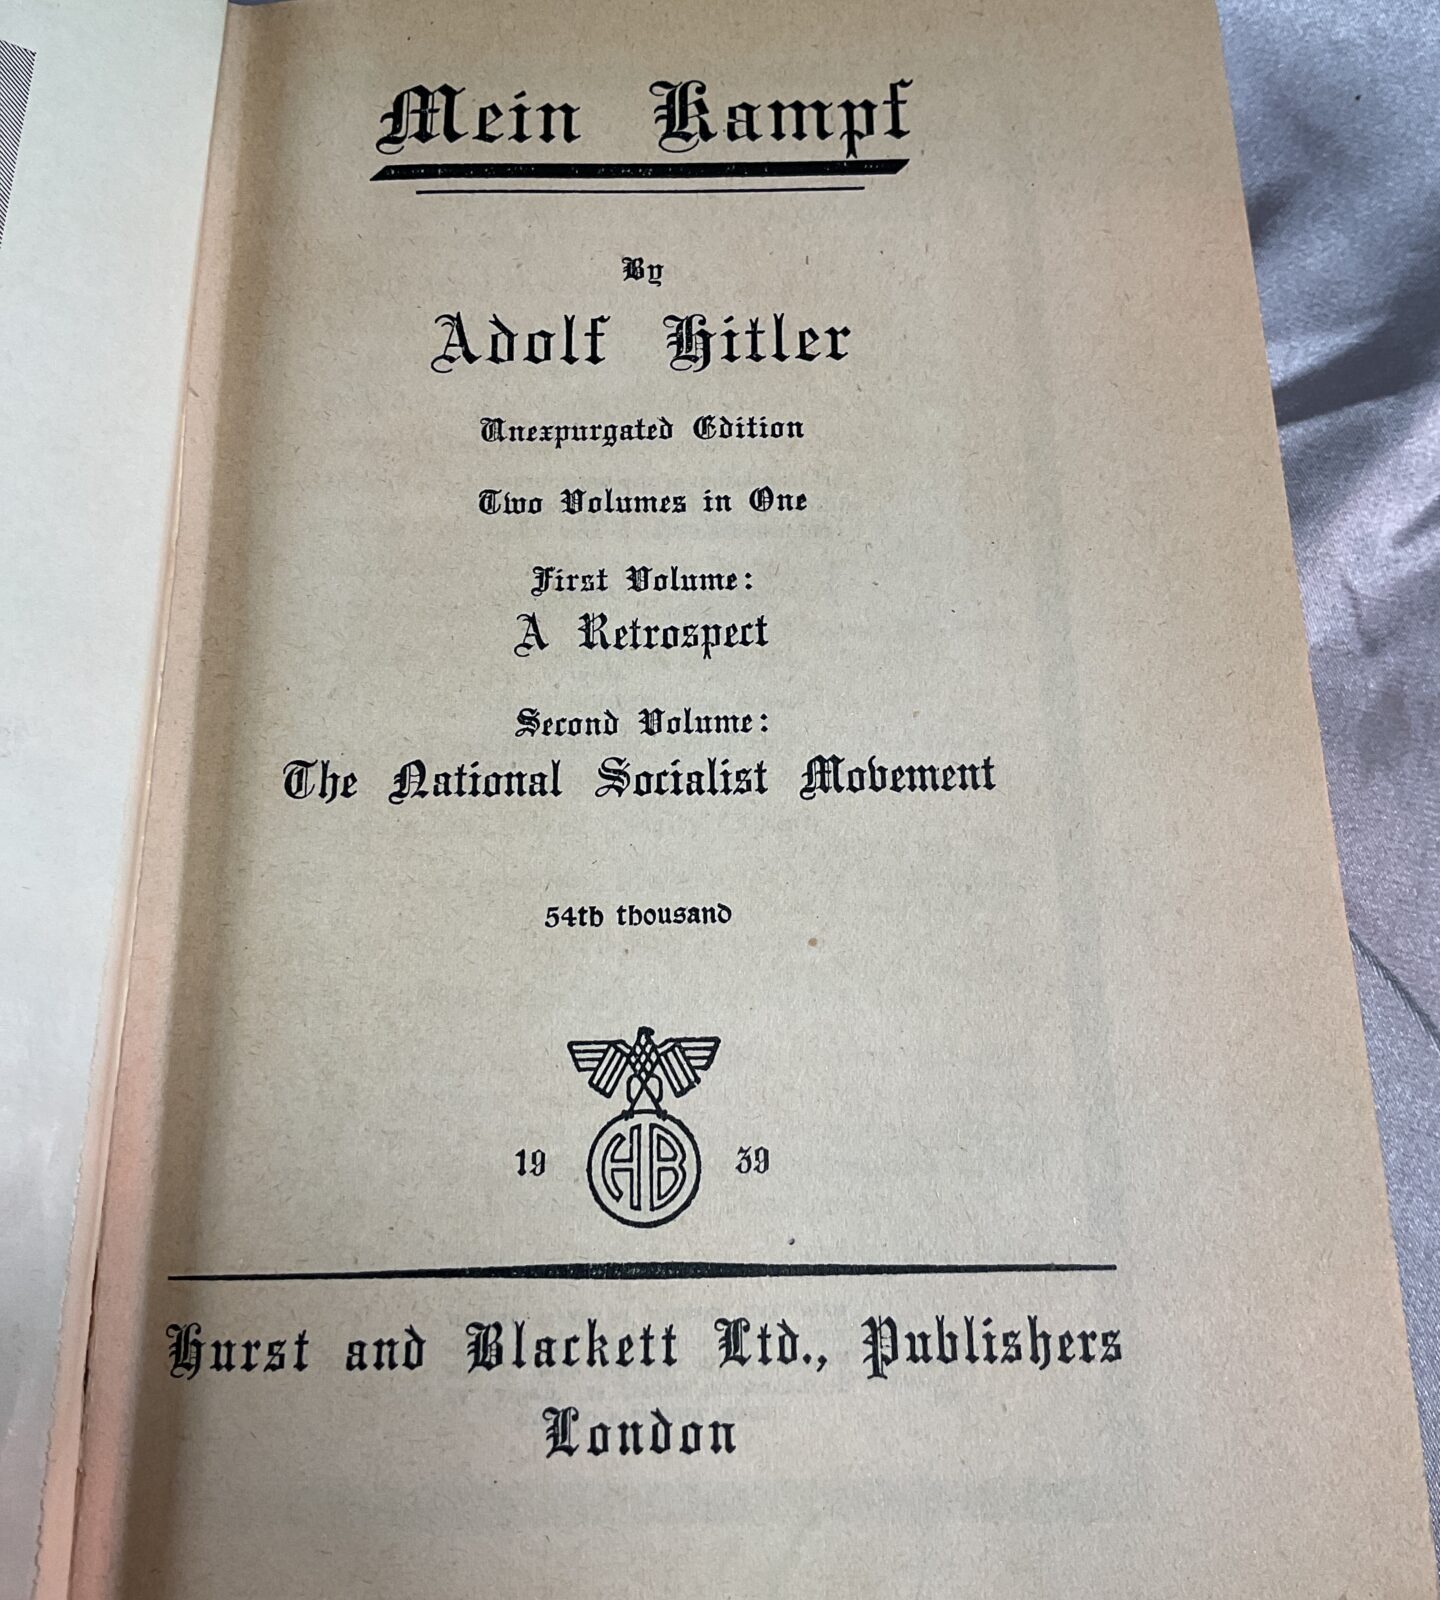 Mein Kampf
By
Adolf Hitler
Unexpurgated Edition
Two Volumes in One
First Volume:
A Retrospect
Second Volume:
The National Socialist Movement
54th thousand
19 HB 39
Hurst and Blackett Ltd., Publishers
London